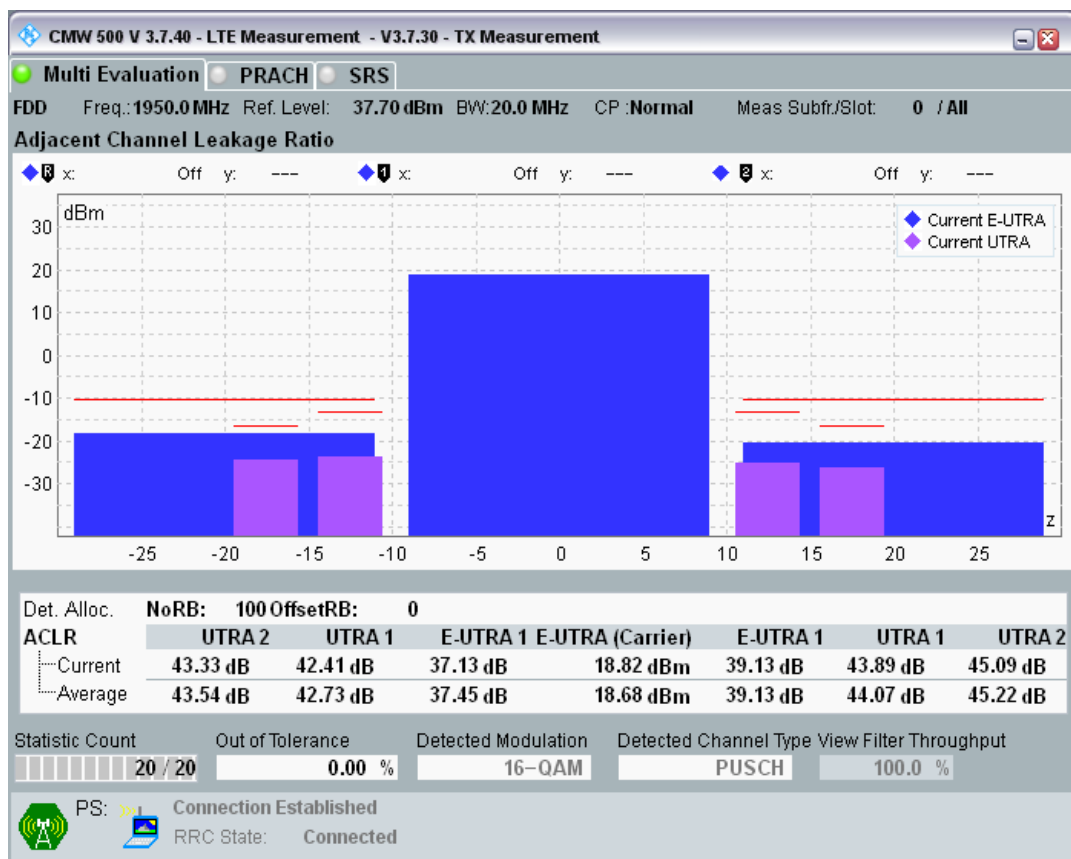 CMW 500 V 3.7.40 - LTE Measurement - V3.7.30 - TX Measurement
Multi Evaluation PRACH SRS
FDD Freq.: 1950.0 MHz Ref. Level: 37.70 dBm BW: 20.0 MHz CP : Normal Meas Subfr./Slot: 0 / All
Adjacent Channel Leakage Ratio
R x: Off y: --- 1 x: Off y: --- 2 x: Off y: ---
dBm
Current E-UTRA
Current UTRA
30
20
10
0
-10
-20
-30
z
-25 -20 -15 -10 -5 0 5 10 15 20 25
Det. Alloc. NoRB: 100 OffsetRB: 0
ACLR UTRA 2 UTRA 1 E-UTRA 1 E-UTRA (Carrier) E-UTRA 1 UTRA 1 UTRA 2
Current 43.33 dB 42.41 dB 37.13 dB 18.82 dBm 39.13 dB 43.89 dB 45.09 dB
Average 43.54 dB 42.73 dB 37.45 dB 18.68 dBm 39.13 dB 44.07 dB 45.22 dB
Statistic Count Out of Tolerance Detected Modulation Detected Channel Type View Filter Throughput
20 / 20 0.00 % 16-QAM PUSCH 100.0 %
PS: Connection Established
RRC State: Connected